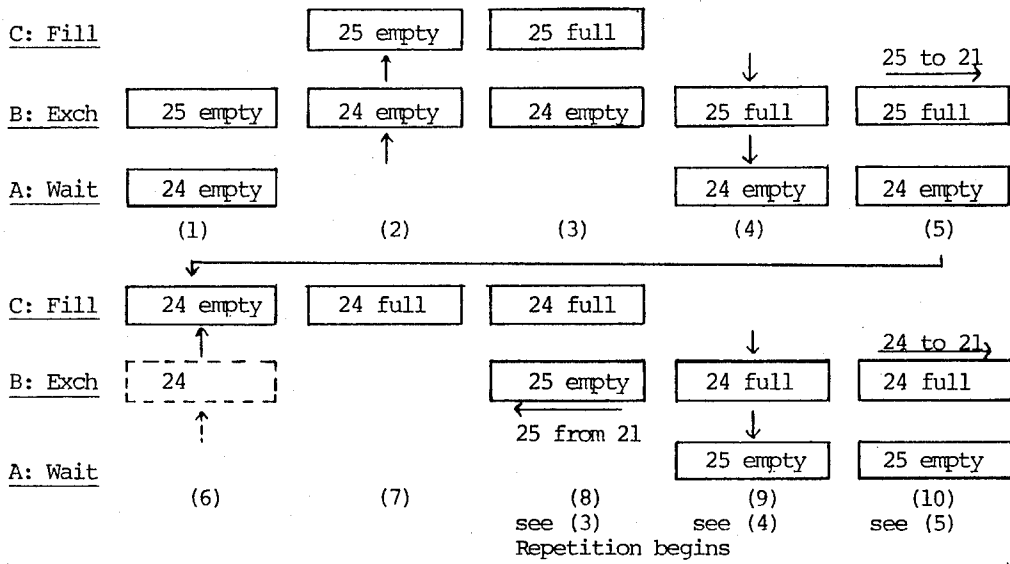 C: Fill 25 empty 25 full
25 to 21
B: Exch 25 empty 24 empty 24 empty 25 full 25 full
A: Wait 24 empty 24 empty 24 empty
(1) (2) (3) (4) (5)
C: Fill 24 empty 24 full 24 full
24 to 21
B: Exch 24 25 empty 24 full 24 full
25 from 21
A: Wait 25 empty 25 empty
(6) (7) (8) (9) (10)
see (3) see (4) see (5)
Repetition begins